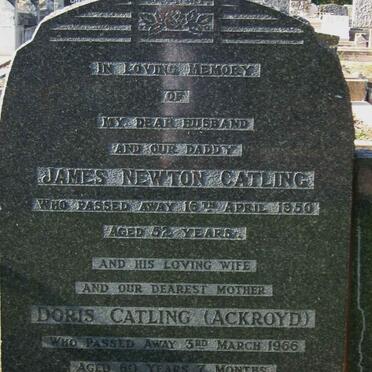 IN LOVING MEMORY
OF
MY DEAR HUSBAND
AND OUR DADDY
JAMES NEWTON CATLING
WHO PASSED AWAY 16TH APRIL 1950
AGED 52 YEARS.
AND HIS LOVING WIFE
AND OUR DEAREST MOTHER
DORIS CATLING (ACKROYD)
WHO PASSED AWAY 3RD MARCH 1966
AGED 60 YEARS 7 MONTHS